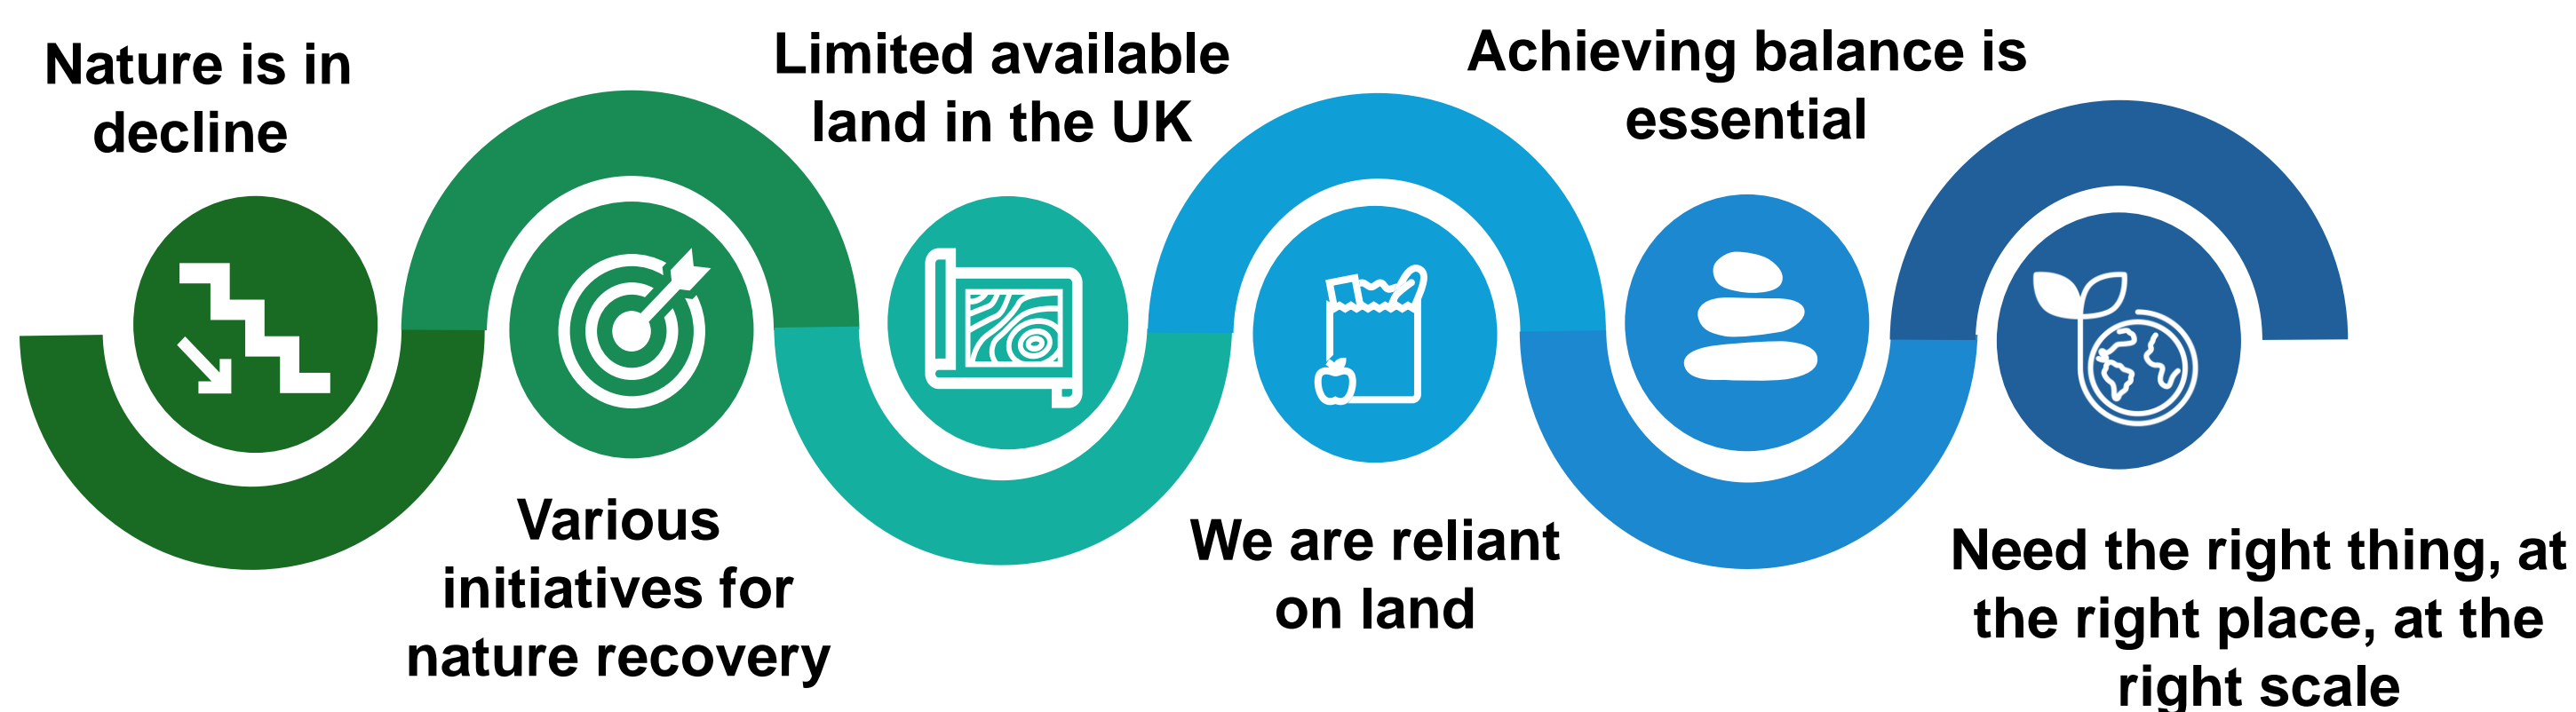 Nature is in
decline
Various
initiatives for
nature recovery
Limited available
land in the UK
We are reliant
on land
Achieving balance is
essential
Need the right thing, at
the right place, at the
right scale